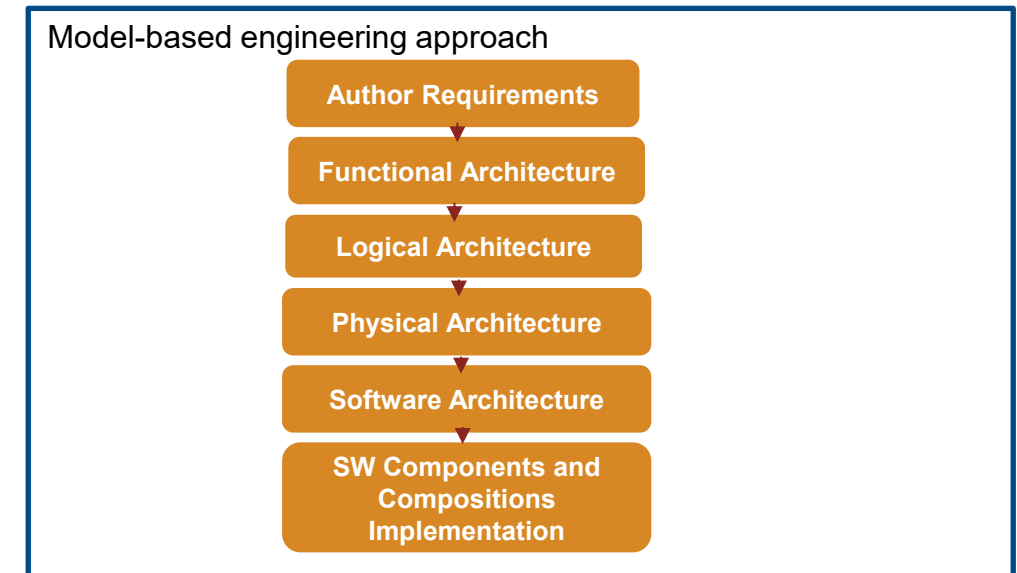 Model-based engineering approach
Author Requirements
Functional Architecture
Logical Architecture
Physical Architecture
Software Architecture
SW Components and
Compositions
Implementation